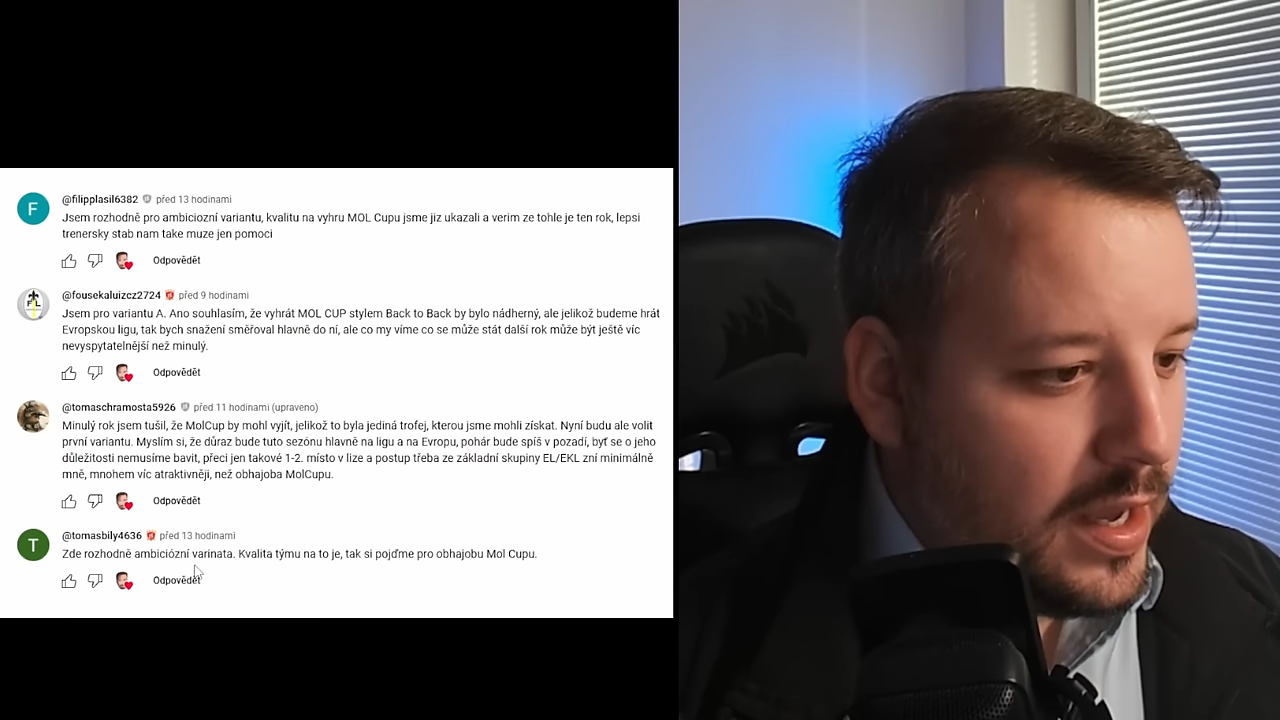 F
@filipplasil6382 před 13 hodinami
Jsem rozhodně pro ambiciozní variantu, kvalitu na vyhru MOL Cupu jsme jiz ukazali a verim ze tohle je ten rok, lepsi
trenersky stab nam take muze jen pomoci
Odpovědět
@fousekaluizcz2724 před 9 hodinami
Jsem pro variantu A. Ano souhlasím, že vyhrát MOL CUP stylem Back to Back by bylo nádherný, ale jelikož budeme hrát
Evropskou ligu, tak bych snažení směřoval hlavně do ní, ale co my víme co se může stát další rok může být ještě víc
nevyspytatelnější než minulý.
Odpovědět
@tomaschramosta5926 před 11 hodinami (upraveno)
Minulý rok jsem tušil, že MolCup by mohl vyjít, jelikož to byla jediná trofej, kterou jsme mohli získat. Nyní budu ale volit
první variantu. Myslím si, že důraz bude tuto sezónu hlavně na ligu a na Evropu, pohár bude spíš v pozadí, byť se o jeho
důležitosti nemusíme bavit, přeci jen takové 1-2. místo v lize a postup třeba ze základní skupiny EL/EKL zní minimálně
mně, mnohem víc atraktivněji, než obhajoba MolCupu.
Odpovědět
T
@tomasbily4636 před 13 hodinami
Zde rozhodně ambiciózní varinata. Kvalita týmu na to je, tak si pojďme pro obhajobu Mol Cupu.
Odpovědět